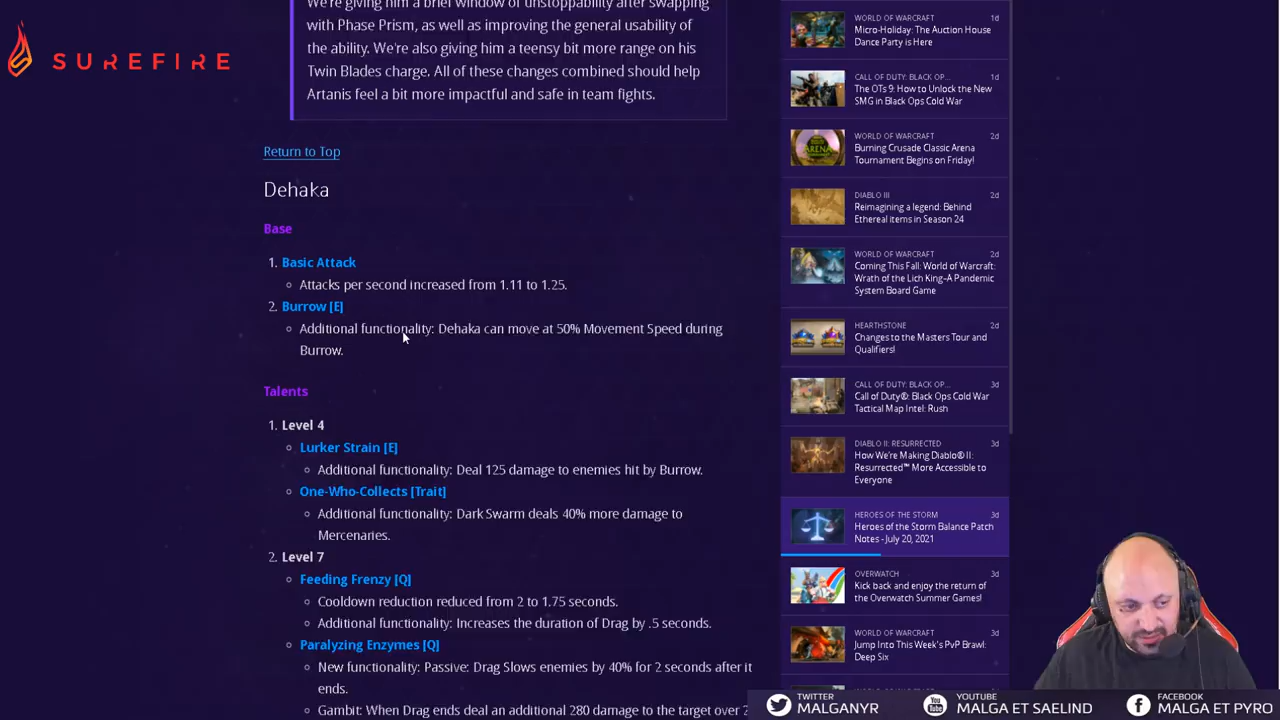 We're giving him a brief window of unstoppability after swapping
with Phase Prism, as well as improving the general usability of
the ability. We're also giving him a teensy bit more range on his
Twin Blades charge. All of these changes combined should help
Artanis feel a bit more impactful and safe in team fights.
SUREFIRE
Return to Top
Dehaka
Base
1. Basic Attack
Attacks per second increased from 1.11 to 1.25.
2. Burrow [E]
Additional functionality: Dehaka can move at 50% Movement Speed during
Burrow.
Talents
1. Level 4
Lurker Strain [E]
Additional functionality: Deal 125 damage to enemies hit by Burrow.
One-Who-Collects [Trait]
Additional functionality: Dark Swarm deals 40% more damage to
Mercenaries.
2. Level 7
Feeding Frenzy [Q]
Cooldown reduction reduced from 2 to 1.75 seconds.
Additional functionality: Increases the duration of Drag by .5 seconds.
Paralyzing Enzymes [Q]
New functionality: Passive: Drag Slows enemies by 40% for 2 seconds after it
ends.
Gambit: When Drag ends deal an additional 280 damage to the target over 2
WORLD OF WARCRAFT 1d
Micro-Holiday: The Auction House
Dance Party is Here
CALL OF DUTY: BLACK OP... 1d
The OTs 9: How to Unlock the New
SMG in Black Ops Cold War
WORLD OF WARCRAFT 2d
Burning Crusade Classic Arena
Tournament Begins on Friday!
DIABLO III 2d
Reimagining a legend: Behind
Ethereal items in Season 24
WORLD OF WARCRAFT 2d
Coming This Fall: World of Warcraft:
Wrath of the Lich King–A Pandemic
System Board Game
HEARTHSTONE 2d
Changes to the Masters Tour and
Qualifiers!
CALL OF DUTY: BLACK OP... 3d
Call of Duty®: Black Ops Cold War
Tactical Map Intel: Rush
DIABLO II: RESURRECTED 3d
How We're Making Diablo® II:
Resurrected™ More Accessible to
Everyone
HEROES OF THE STORM 3d
Heroes of the Storm Balance Patch
Notes - July 20, 2021
OVERWATCH 3d
Kick back and enjoy the return of
the Overwatch Summer Games!
WORLD OF WARCRAFT 3d
Jump Into This Week's PvP Brawl:
Deep Six
TWITTER
MALGANYR
YOUTUBE
MALGA ET SAELIND
FACEBOOK
MALGA ET PYRO